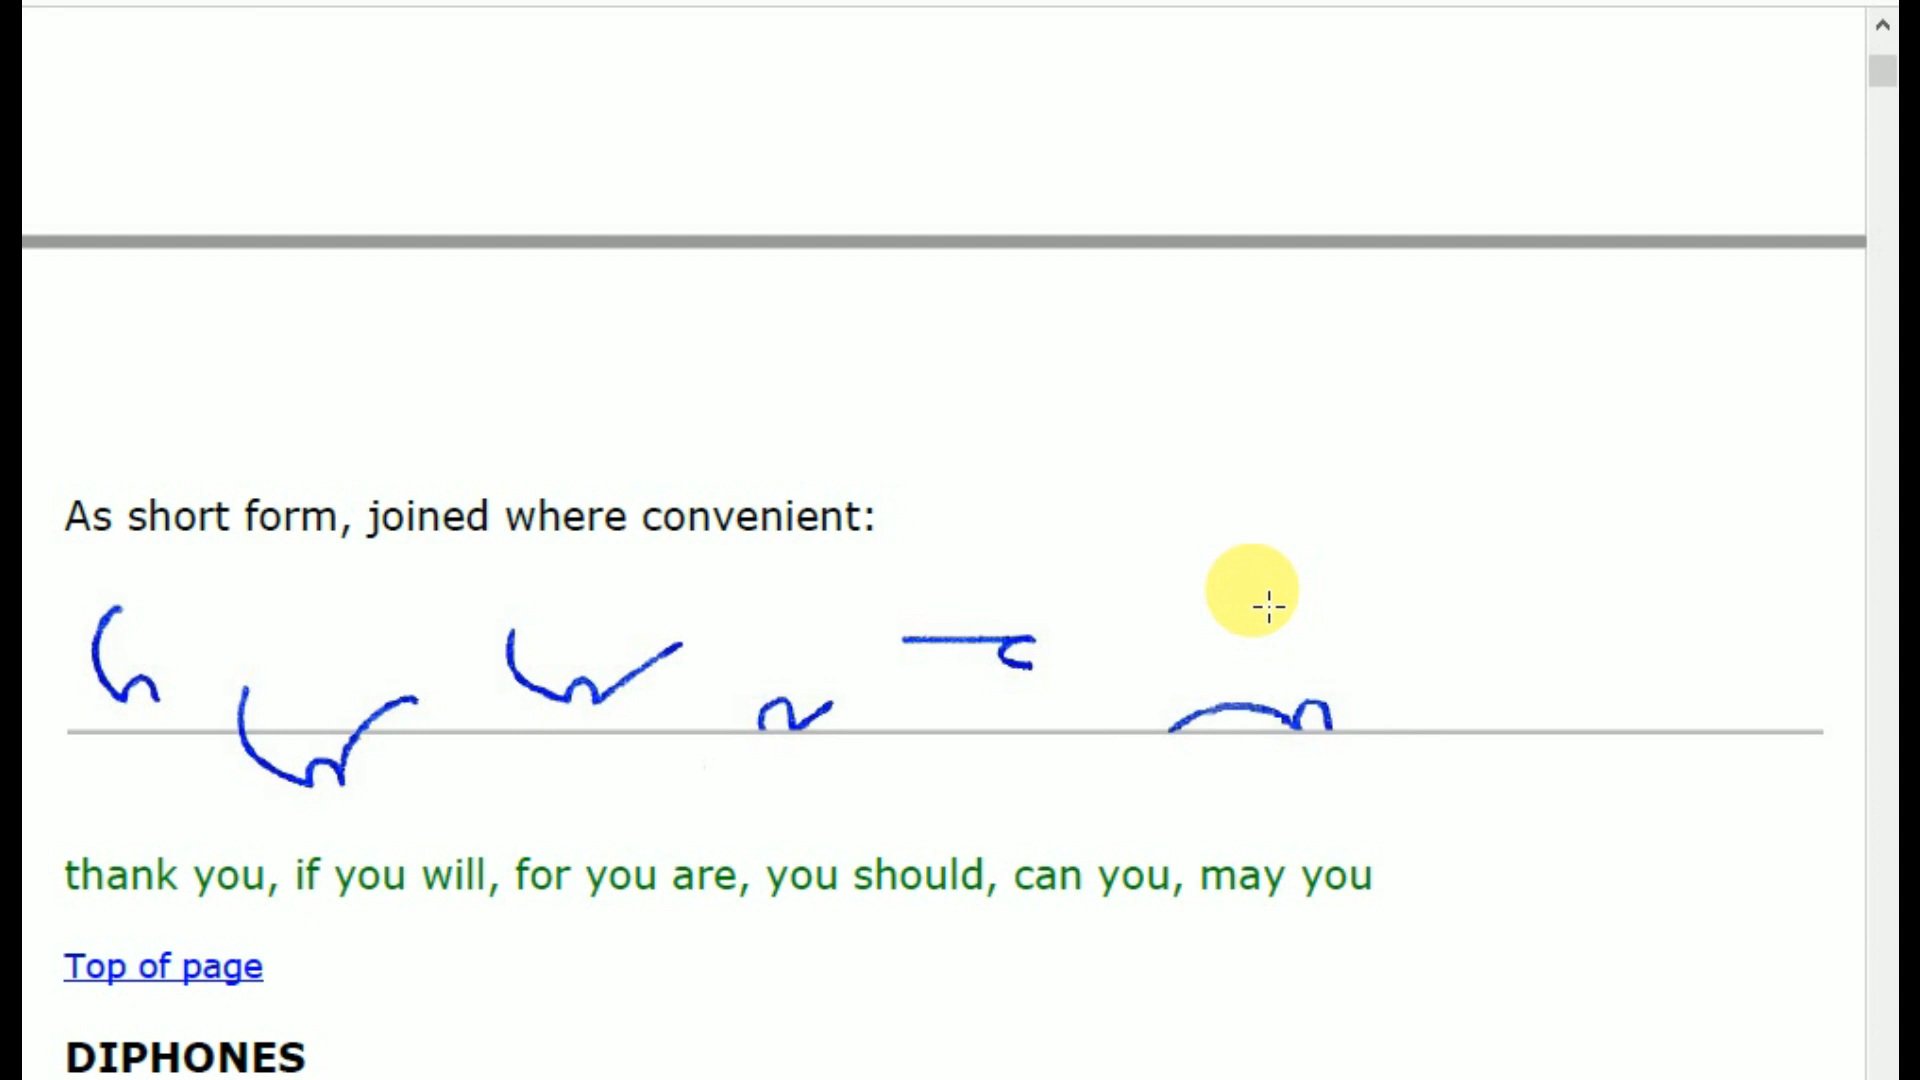 As short form, joined where convenient:
thank you, if you will, for you are, you should, can you, may you
Top of page
DIPHONES